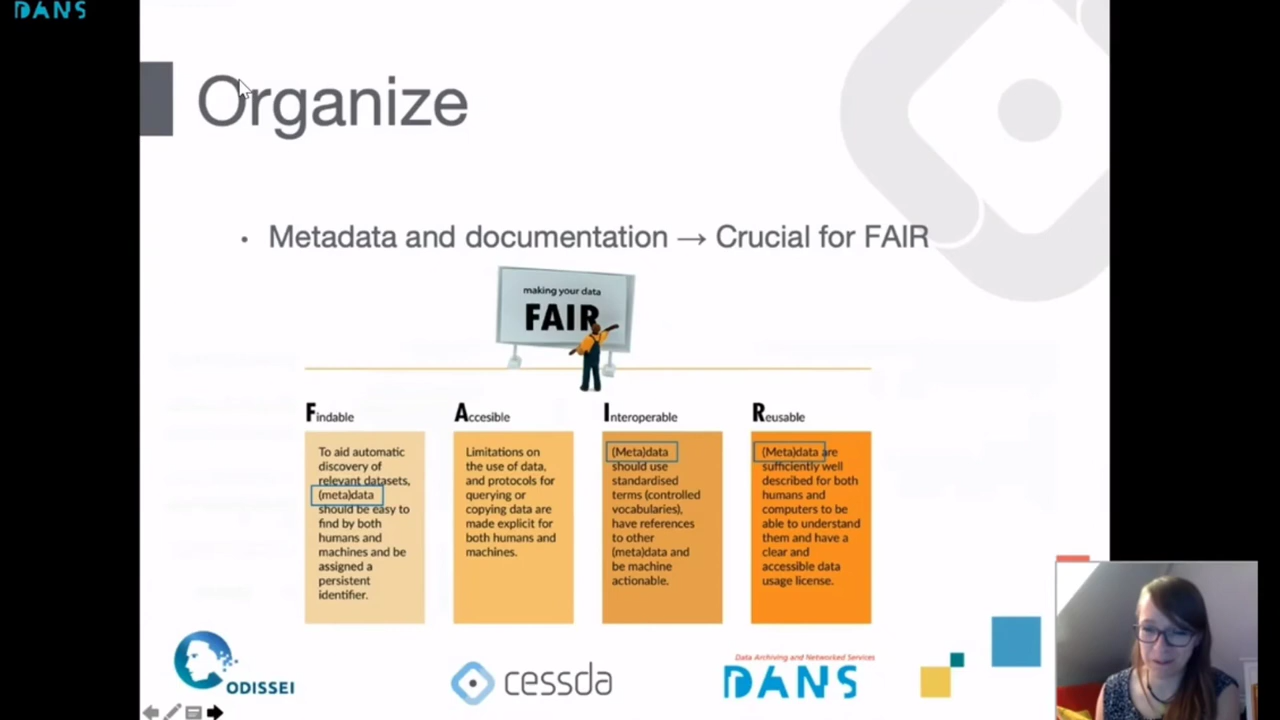 DANS
Organize
• Metadata and documentation → Crucial for FAIR
making your data
FAIR
Findable
To aid automatic
discovery of
relevant datasets,
(meta)data
should be easy to
find by both
humans and
machines and be
assigned a
persistent
identifier.
Accesible
Limitations on
the use of data,
and protocols for
querying or
copying data are
made explicit for
both humans and
machines.
Interoperable
(Meta)data
should use
standardised
terms (controlled
vocabularies),
have references
to other
(meta)data and
be machine
actionable.
Reusable
(Meta)data are
sufficiently well
described for both
humans and
computers to be
able to understand
them and have a
clear and
accessible data
usage license.
ODISSEI
cessda
Data Archiving and Networked Services
DANS